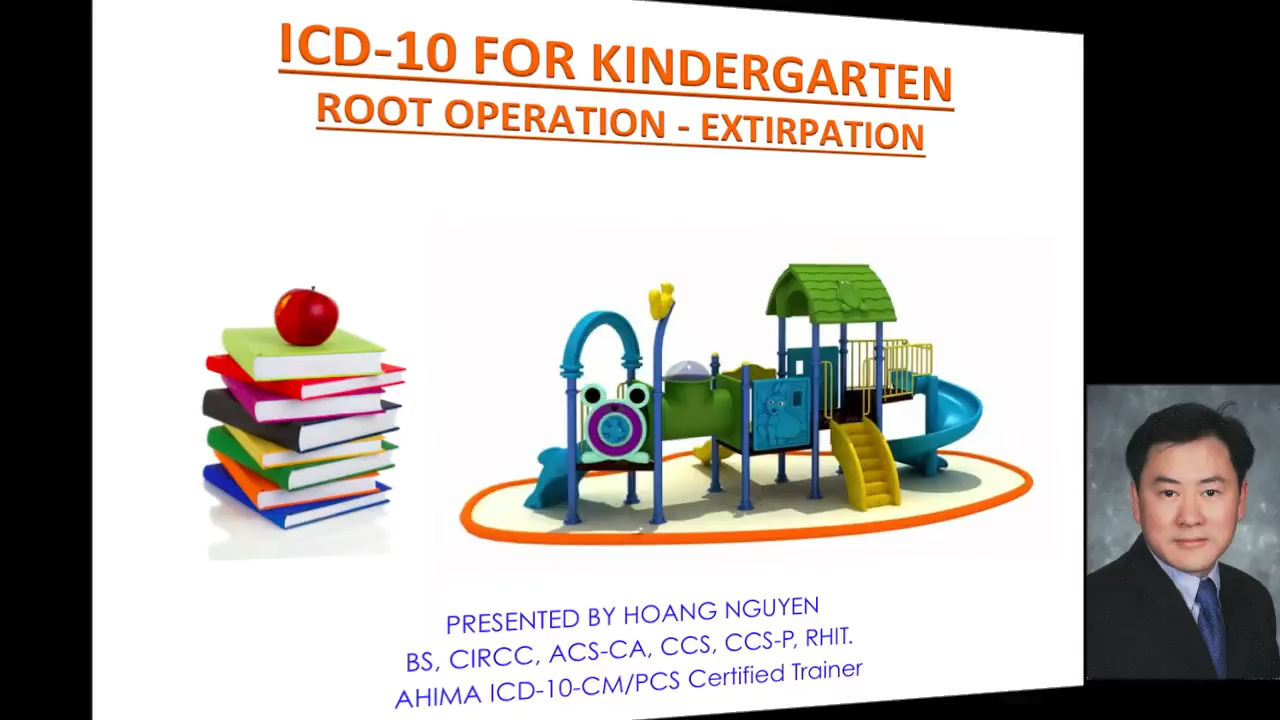 ICD-10 FOR KINDERGARTEN
ROOT OPERATION - EXTIRPATION
PRESENTED BY HOANG NGUYEN
BS, CIRCC, ACS-CA, CCS, CCS-P, RHIT.
AHIMA ICD-10-CM/PCS Certified Trainer